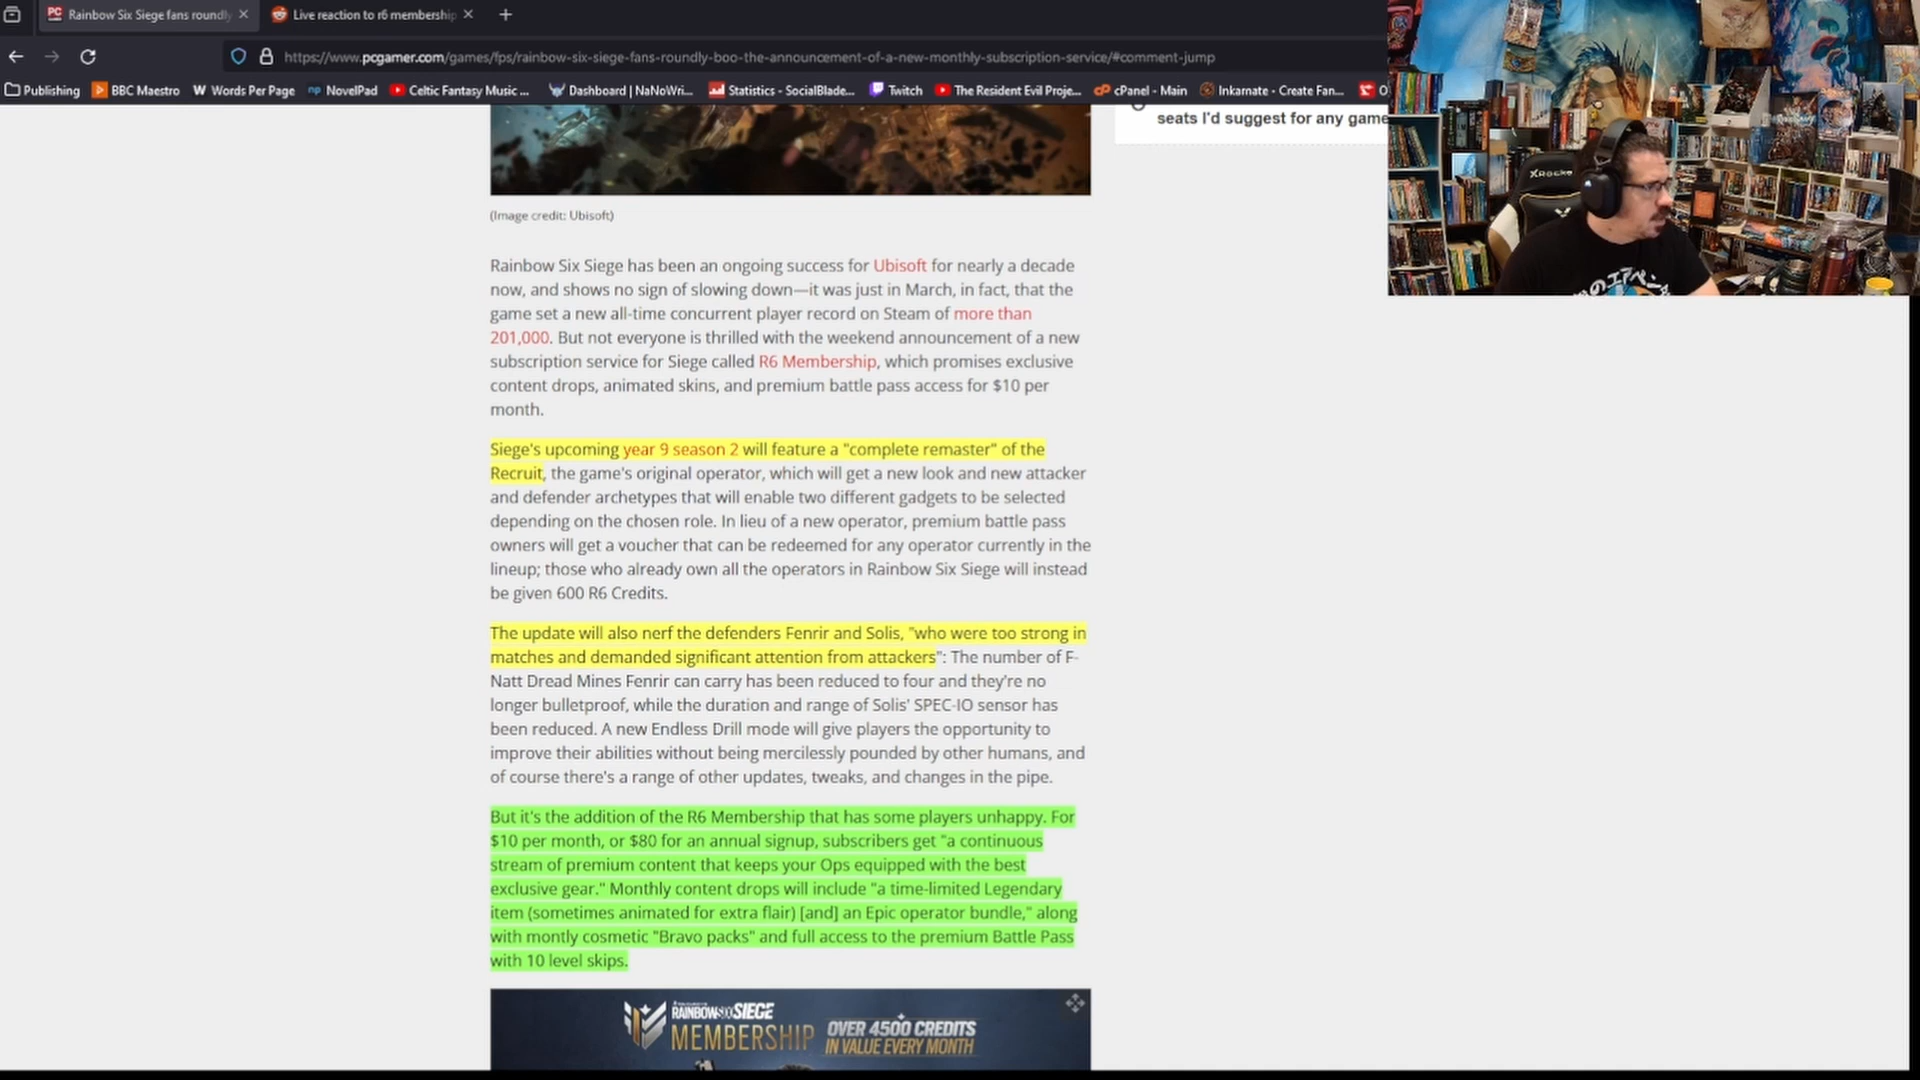 Rainbow Six Siege fans roundly
Live reaction to r6 membership
https://www.pcgamer.com/games/fps/rainbow-six-siege-fans-roundly-boo-the-announcement-of-a-new-monthly-subscription-service/#comment-jump
Publishing BBC Maestro W Words Per Page np NovelPad Celtic Fantasy Music ... Dashboard | NaNoWri... Statistics - SocialBlade... Twitch The Resident Evil Proje... cPanel - Main Inkarnate - Create Fan...
seats I'd suggest for any game
XROCKER
(Image credit: Ubisoft)
Rainbow Six Siege has been an ongoing success for Ubisoft for nearly a decade
now, and shows no sign of slowing down—it was just in March, in fact, that the
game set a new all-time concurrent player record on Steam of more than
201,000. But not everyone is thrilled with the weekend announcement of a new
subscription service for Siege called R6 Membership, which promises exclusive
content drops, animated skins, and premium battle pass access for $10 per
month.
Siege's upcoming year 9 season 2 will feature a "complete remaster" of the
Recruit, the game's original operator, which will get a new look and new attacker
and defender archetypes that will enable two different gadgets to be selected
depending on the chosen role. In lieu of a new operator, premium battle pass
owners will get a voucher that can be redeemed for any operator currently in the
lineup; those who already own all the operators in Rainbow Six Siege will instead
be given 600 R6 Credits.
The update will also nerf the defenders Fenrir and Solis, "who were too strong in
matches and demanded significant attention from attackers": The number of F-
Natt Dread Mines Fenrir can carry has been reduced to four and they're no
longer bulletproof, while the duration and range of Solis' SPEC-IO sensor has
been reduced. A new Endless Drill mode will give players the opportunity to
improve their abilities without being mercilessly pounded by other humans, and
of course there's a range of other updates, tweaks, and changes in the pipe.
But it's the addition of the R6 Membership that has some players unhappy. For
$10 per month, or $80 for an annual signup, subscribers get "a continuous
stream of premium content that keeps your Ops equipped with the best
exclusive gear." Monthly content drops will include "a time-limited Legendary
item (sometimes animated for extra flair) [and] an Epic operator bundle," along
with montly cosmetic "Bravo packs" and full access to the premium Battle Pass
with 10 level skips.
RAINBOWSIX SIEGE
MEMBERSHIP
OVER 4500 CREDITS
IN VALUE EVERY MONTH